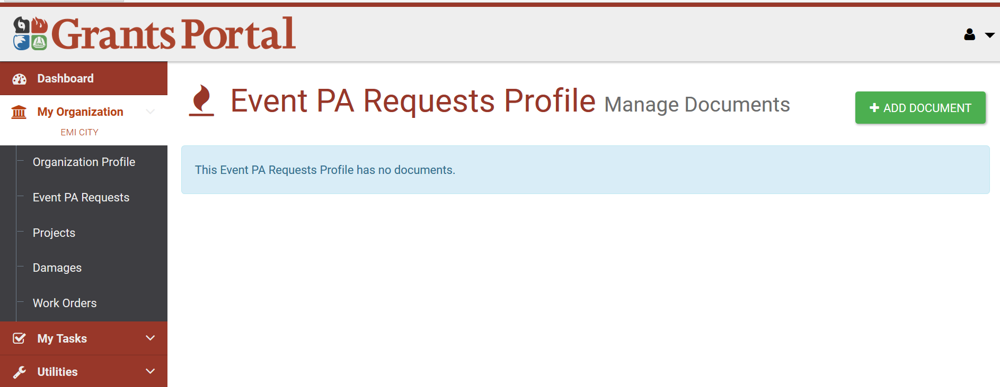 Grants Portal
Dashboard
My Organization
EMI CITY
Organization Profile
Event PA Requests
Projects
Damages
Work Orders
My Tasks
Utilities
Event PA Requests Profile Manage Documents
ADD DOCUMENT
This Event PA Requests Profile has no documents.